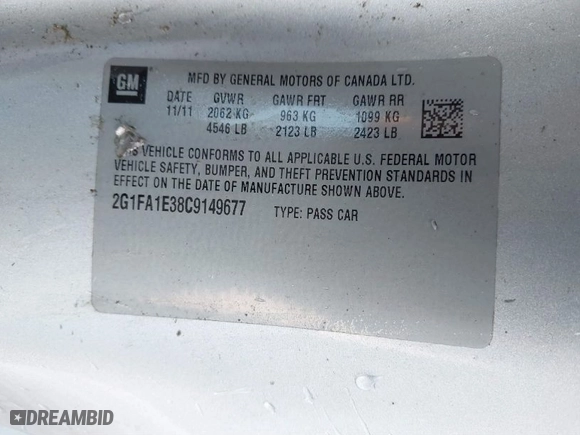 GM
MFD BY GENERAL MOTORS OF CANADA LTD.
DATE GVWR GAWR FRT GAWR RR
11/11 2062 KG 963 KG 1099 KG
4546 LB 2123 LB 2423 LB
VEHICLE CONFORMS TO ALL APPLICABLE U.S. FEDERAL MOTOR
VEHICLE SAFETY, BUMPER, AND THEFT PREVENTION STANDARDS IN
EFFECT ON THE DATE OF MANUFACTURE SHOWN ABOVE.
2G1FA1E38C9149677 TYPE: PASS CAR
DREAMBID